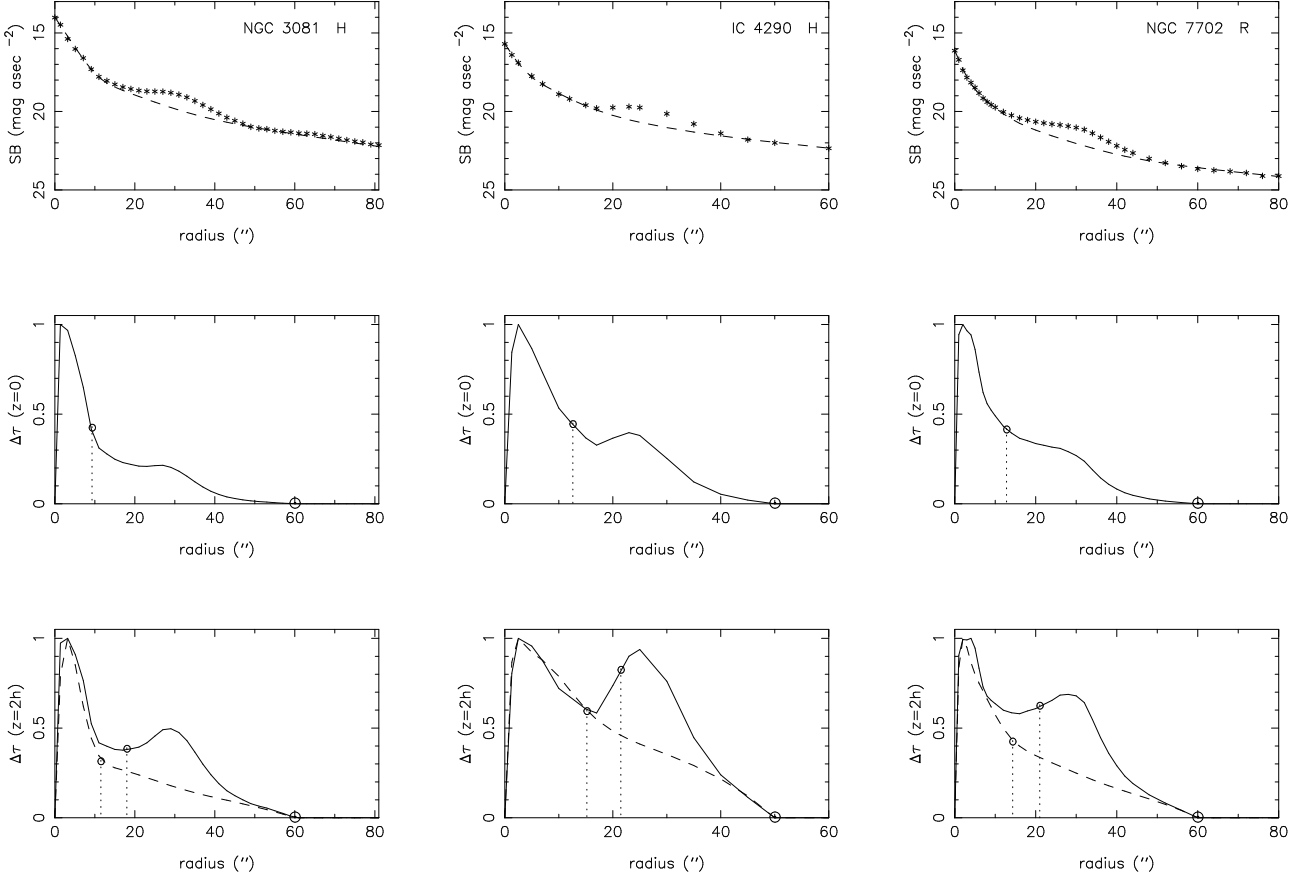 NGC 3081 H
SB (mag asec −2)
15
20
25
0 20 40 60 80
radius (″)
IC 4290 H
SB (mag asec −2)
15
20
25
0 20 40 60
radius (″)
NGC 7702 R
SB (mag asec −2)
15
20
25
0 20 40 60 80
radius (″)
Δτ (z=0)
1
0.5
0
0 20 40 60 80
radius (″)
Δτ (z=0)
1
0.5
0
0 20 40 60
radius (″)
Δτ (z=0)
1
0.5
0
0 20 40 60 80
radius (″)
Δτ (z=2h)
1
0.5
0
0 20 40 60 80
radius (″)
Δτ (z=2h)
1
0.5
0
0 20 40 60
radius (″)
Δτ (z=2h)
1
0.5
0
0 20 40 60 80
radius (″)